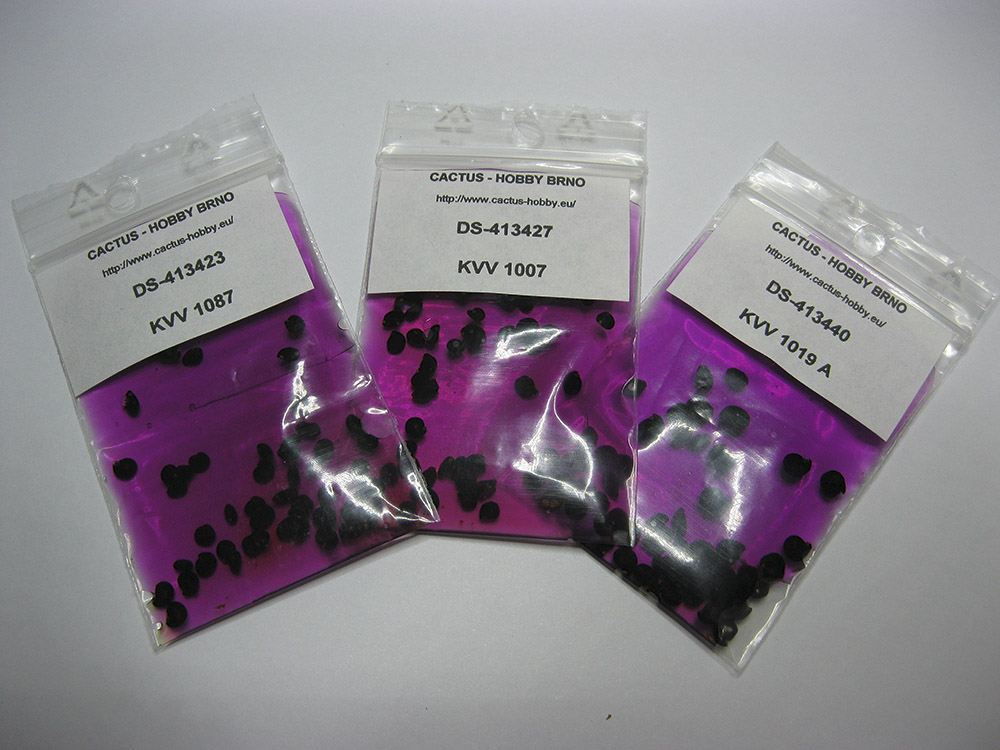 CACTUS - HOBBY BRNO
http://www.cactus-hobby.eu/
DS-413423
KVV 1087
CACTUS - HOBBY BRNO
http://www.cactus-hobby.eu/
DS-413427
KVV 1007
CACTUS - HOBBY BRNO
http://www.cactus-hobby.eu/
DS-413440
KVV 1019 A